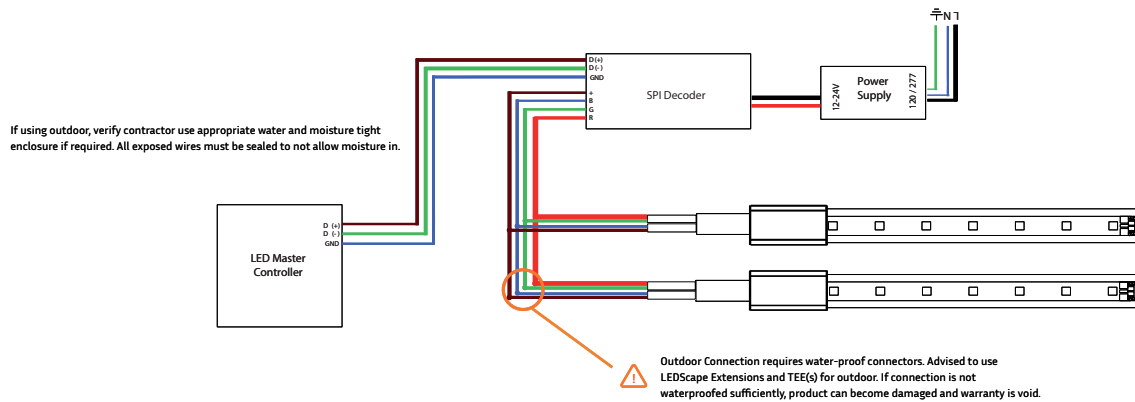 L N
D (+)
D (-)
GND
+
B
G
R
SPI Decoder
12-24V
Power
Supply
120 / 277
If using outdoor, verify contractor use appropriate water and moisture tight
enclosure if required. All exposed wires must be sealed to not allow moisture in.
D (+)
D (-)
GND
LED Master
Controller
!
Outdoor Connection requires water-proof connectors. Advised to use
LEDScape Extensions and TEE(s) for outdoor. If connection is not
waterproofed sufficiently, product can become damaged and warranty is void.